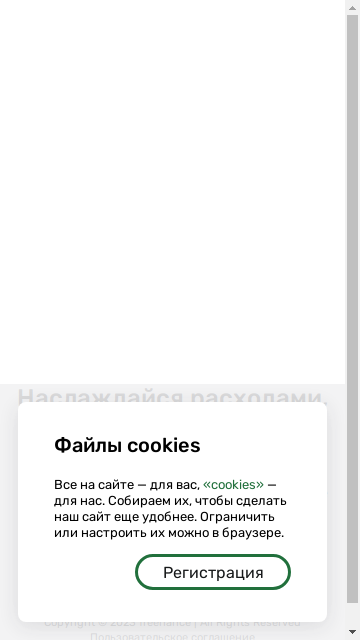 Наслаждайся расходами.
Файлы cookies
Все на сайте — для вас, «cookies» —
для нас. Собираем их, чтобы сделать
наш сайт еще удобнее. Ограничить
или настроить их можно в браузере.
Регистрация
Copyright © 2023
All Rights Reserved
Пользовательское соглашение